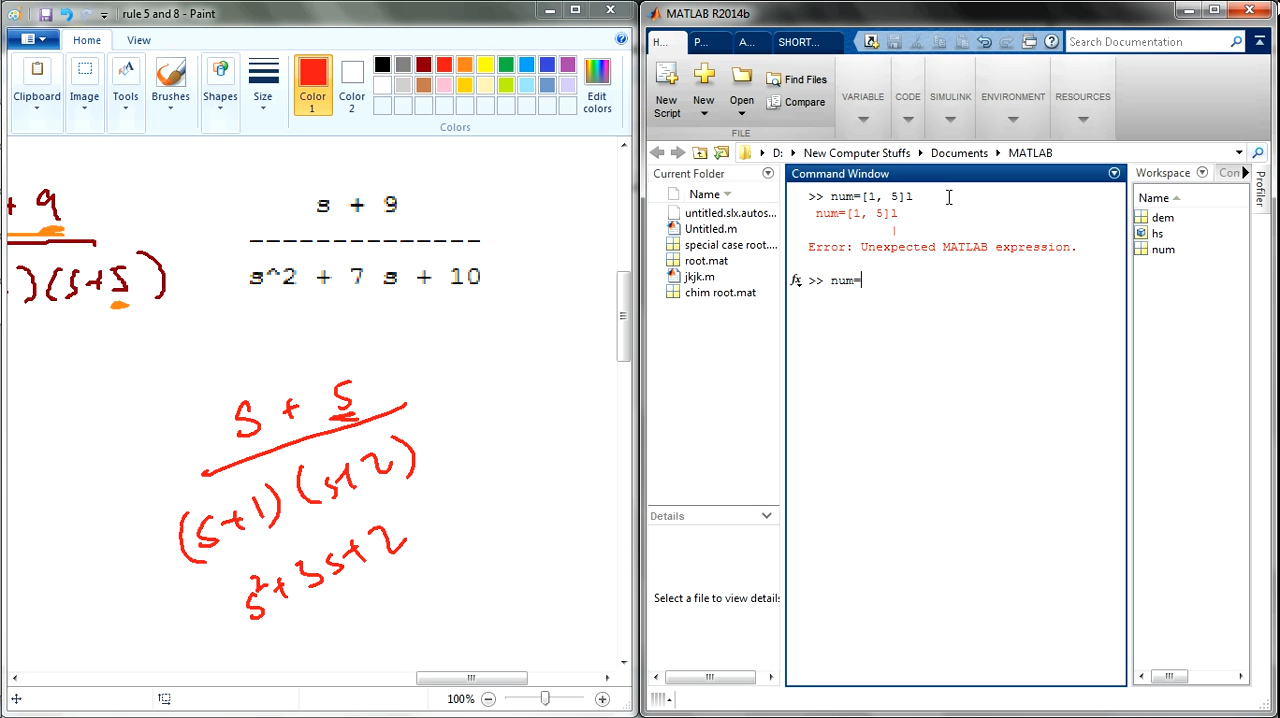 rule 5 and 8 - Paint
Home View
Clipboard Image Tools Brushes Shapes Size Color 1 Color 2 Edit colors
Colors
+ 9
)(s+5)
s + 9
--------------
s^2 + 7 s + 10
s + 5
(s+1)(s+2)
s²+3s+2
100%
MATLAB R2014b
H... P... A... SHORT... Search Documentation
New Script New Open Find Files Compare VARIABLE CODE SIMULINK ENVIRONMENT RESOURCES
FILE
D: New Computer Stuffs Documents MATLAB
Current Folder
Name
untitled.slx.autos...
Untitled.m
special case root....
root.mat
jkjk.m
chim root.mat
Details
Select a file to view details
Command Window
>> num=[1, 5]l
num=[1, 5]l
|
Error: Unexpected MATLAB expression.
fx >> num=
Workspace Con
Name
dem
hs
num
Profiler